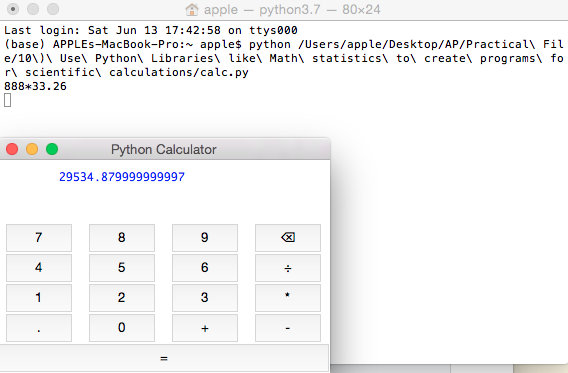 apple — python3.7 — 80×24
Last login: Sat Jun 13 17:42:58 on ttys000
(base) APPLEs-MacBook-Pro:~ apple$ python /Users/apple/Desktop/AP/Practical\ Fil
e/10\)\ Use\ Python\ Libraries\ like\ Math\ statistics\ to\ create\ programs\ fo
r\ scientific\ calculations/calc.py
888*33.26
Python Calculator
29534.879999999997
7 8 9 ⌫
4 5 6 ÷
1 2 3 *
. 0 + -
=